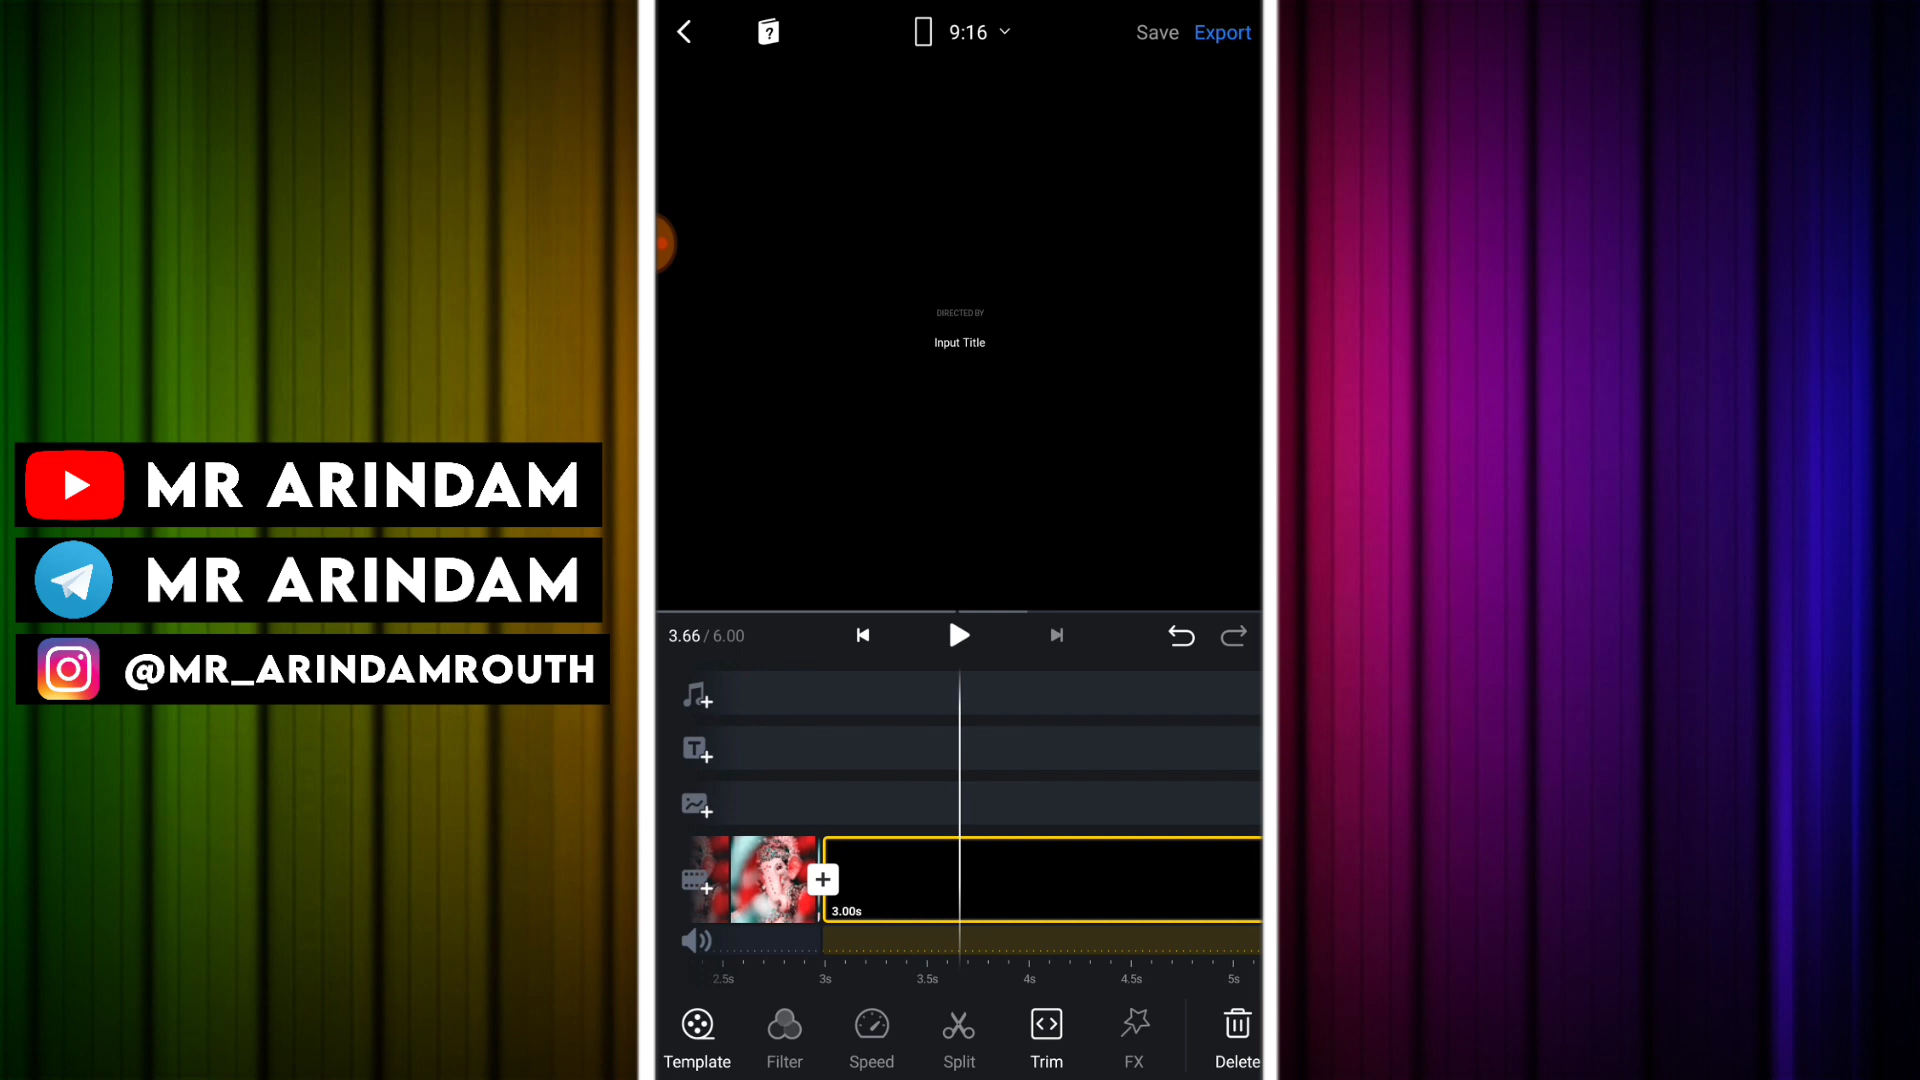 9:16
Save
Export
DIRECTED BY
Input Title
MR ARINDAM
MR ARINDAM
@MR_ARINDAMROUTH
3.66 / 6.00
3.00s
2.5s
3s
3.5s
4s
4.5s
5s
Template
Filter
Speed
Split
Trim
FX
Delete